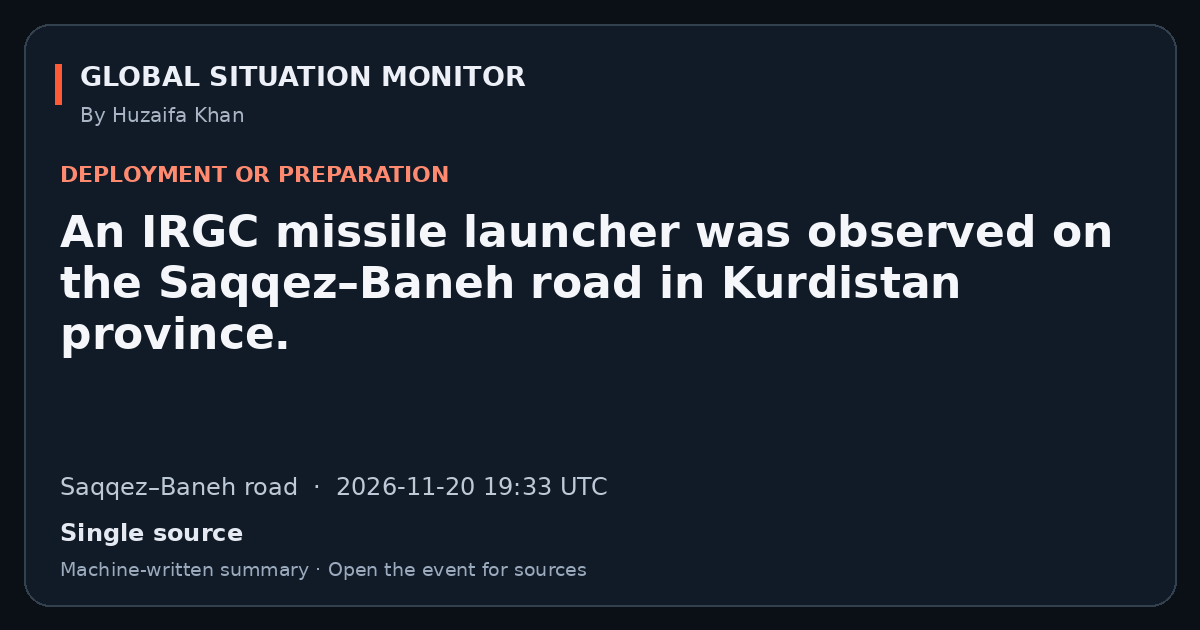 GLOBAL SITUATION MONITOR
By Huzaifa Khan
DEPLOYMENT OR PREPARATION
An IRGC missile launcher was observed on
the Saqqez–Baneh road in Kurdistan
province.
Saqqez–Baneh road · 2026-11-20 19:33 UTC
Single source
Machine-written summary · Open the event for sources